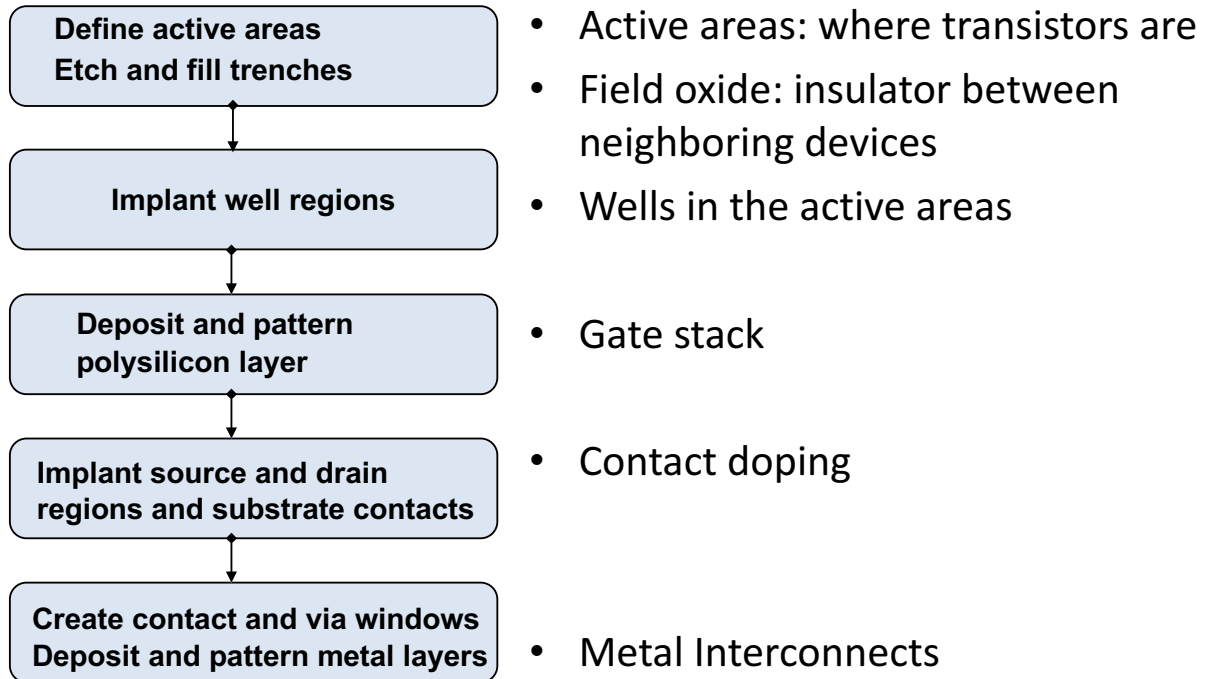 Define active areas
Etch and fill trenches
• Active areas: where transistors are
• Field oxide: insulator between
neighboring devices
Implant well regions
• Wells in the active areas
Deposit and pattern
polysilicon layer
• Gate stack
Implant source and drain
regions and substrate contacts
• Contact doping
Create contact and via windows
Deposit and pattern metal layers
• Metal Interconnects